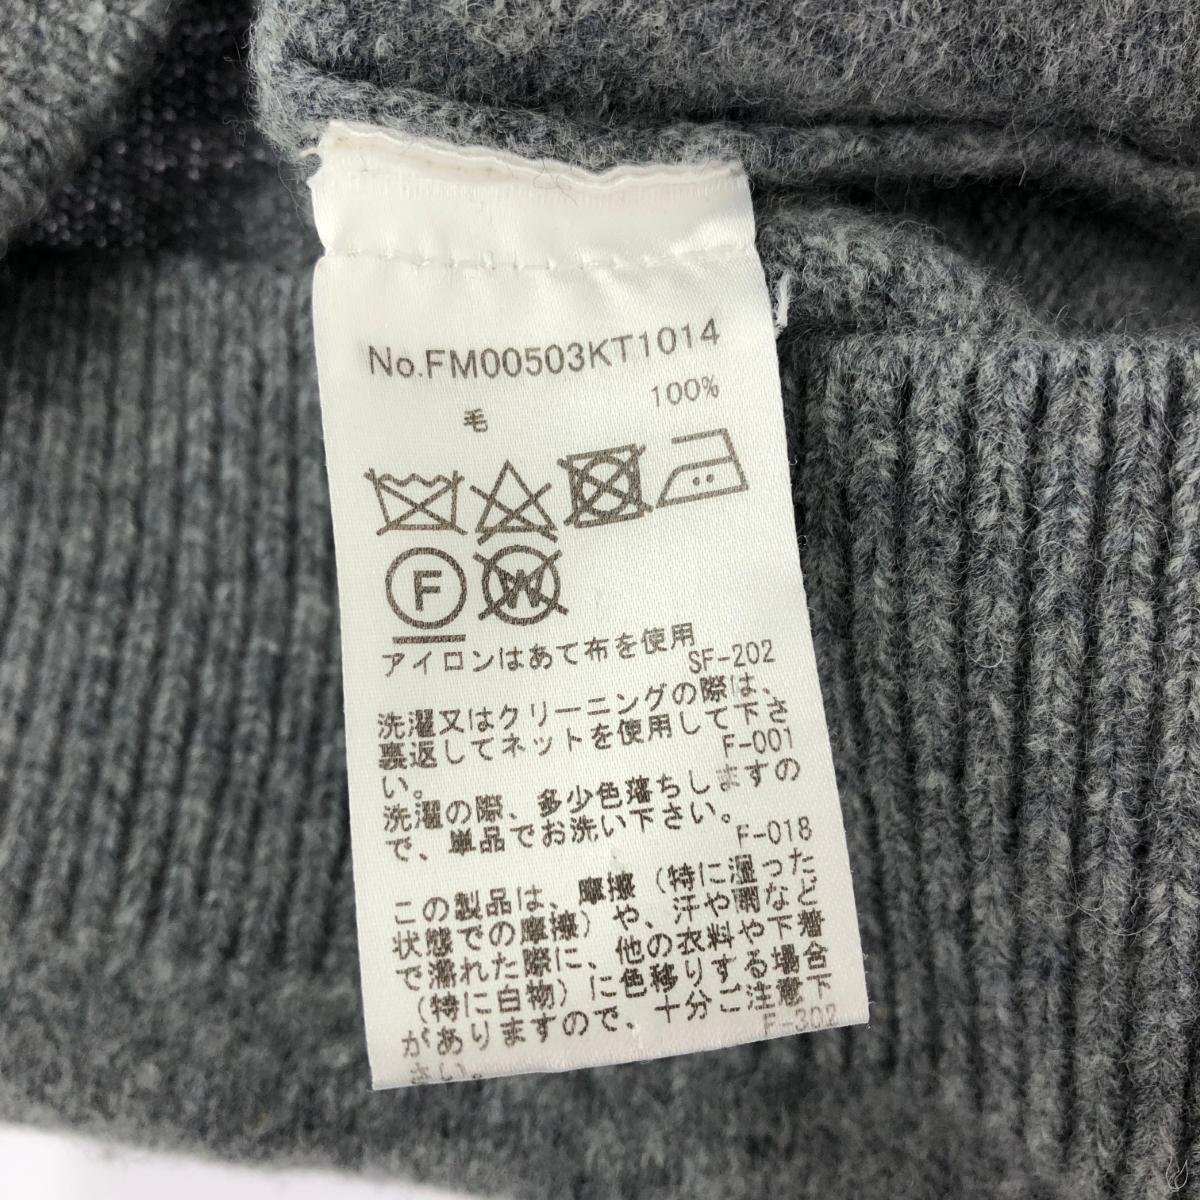 No.FM00503KT1014
毛 100%
F W
アイロンはあて布を使用
SF-202
洗濯又はクリーニングの際は、
裏返してネットを使用して下さ
い。 F-001
洗濯の際、多少色落ちしますの
で、単品でお洗い下さい。
F-018
この製品は、摩擦（特に湿った
状態での摩擦）や、汗や雨など
で濡れた際に、他の衣料や下着
（特に白物）に色移りする場合
がありますので、十分ご注意下
さい。 F-302